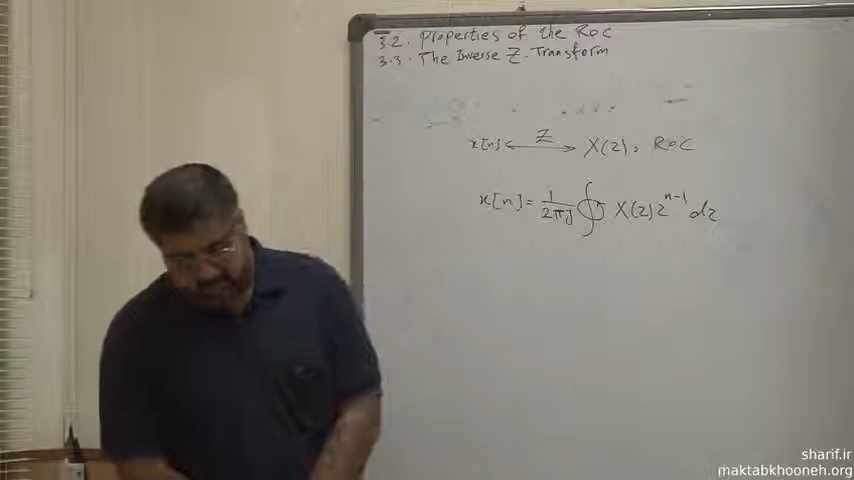 3.2. Properties of the ROC
3.3. The Inverse Z-Transform
x[n] ⟷ X(z), ROC
Z
x[n] = 1/2πj ∮ X(z) z^{n-1} dz
sharif.ir
maktabkhooneh.org